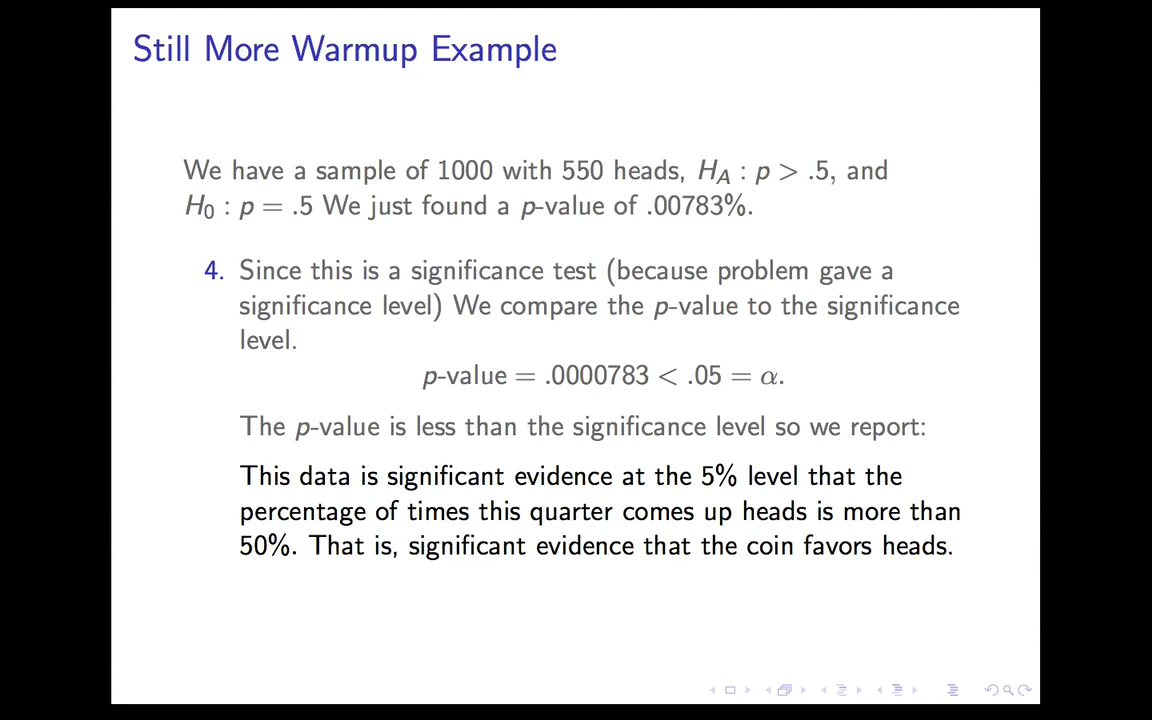 Still More Warmup Example
We have a sample of 1000 with 550 heads, H_A : p > .5, and
H_0 : p = .5 We just found a p-value of .00783%.
4. Since this is a significance test (because problem gave a
significance level) We compare the p-value to the significance
level.
p-value = .0000783 < .05 = α.
The p-value is less than the significance level so we report:
This data is significant evidence at the 5% level that the
percentage of times this quarter comes up heads is more than
50%. That is, significant evidence that the coin favors heads.